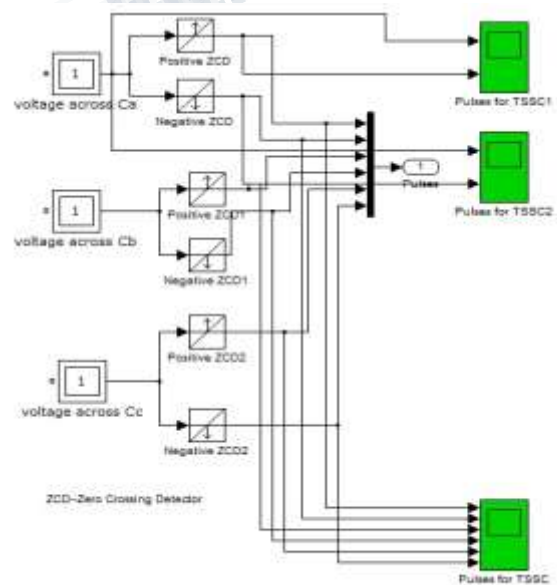 Positive ZCD
1
voltage across Ca
Negative ZCD
Pulses for TSSC1
1
Pulses
Pulses for TSSC2
1
voltage across Cb
Positive ZCD1
Negative ZCD1
Positive ZCD2
1
voltage across Cc
Negative ZCD2
ZCD-Zero Crossing Detector
Pulses for TSSC